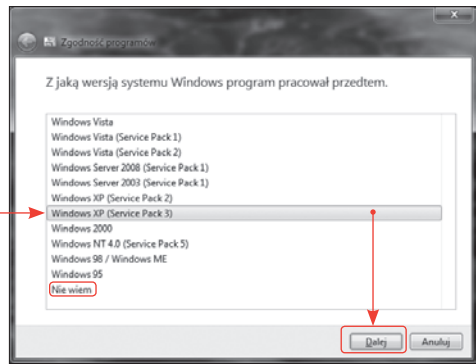 Zgodność programów
Z jaką wersją systemu Windows program pracował przedtem.
Windows Vista
Windows Vista (Service Pack 1)
Windows Vista (Service Pack 2)
Windows Server 2008 (Service Pack 1)
Windows Server 2003 (Service Pack 1)
Windows XP (Service Pack 2)
Windows XP (Service Pack 3)
Windows 2000
Windows NT 4.0 (Service Pack 5)
Windows 98 / Windows ME
Windows 95
Nie wiem
Dalej Anuluj